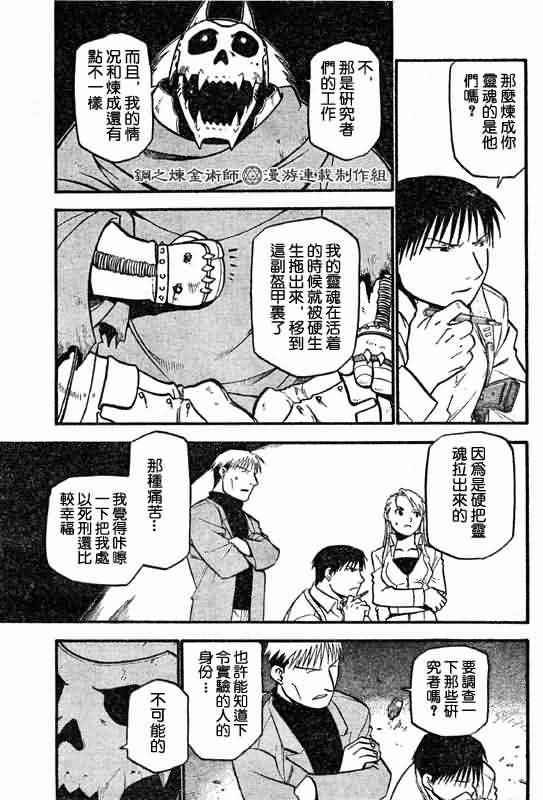 那麼煉成你
靈魂的是他
們嗎？
不，
那是研究者
們的工作
而且，我的情
況和煉成還有
點不一樣
鋼之煉金術師 漫游連載制作組
我的靈魂在活着
的時候就被硬生
生拖出來，移到
這副盔甲裏了
因爲是硬把靈
魂拉出來的
那種痛苦…
我覺得咔嚓
一下把我處
以死刑還比
較幸福
要調查一
下那些研
究者嗎？
也許能知道下
令實驗的人的
身份…
不可能的